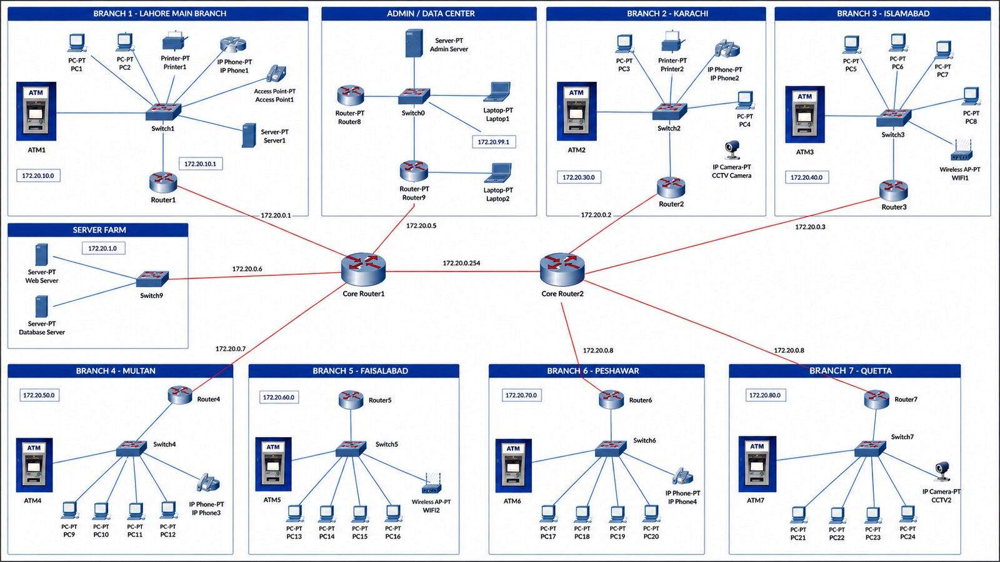 BRANCH 1 - LAHORE MAIN BRANCH
PC-PT
PC1
PC-PT
PC2
Printer-PT
Printer1
IP Phone-PT
IP Phone1
Access Point-PT
Access Point1
ATM
ATM1
Switch1
Server-PT
Server1
172.20.10.1
172.20.10.0
Router1
172.20.0.1
ADMIN / DATA CENTER
Server-PT
Admin Server
Router-PT
Router8
Switch0
Laptop-PT
Laptop1
172.20.99.1
Router-PT
Router9
Laptop-PT
Laptop2
172.20.0.5
BRANCH 2 - KARACHI
PC-PT
PC3
Printer-PT
Printer2
IP Phone-PT
IP Phone2
ATM
ATM2
Switch2
PC-PT
PC4
IP Camera-PT
CCTV Camera
172.20.30.0
Router2
172.20.0.2
BRANCH 3 - ISLAMABAD
PC-PT
PC5
PC-PT
PC6
PC-PT
PC7
ATM
ATM3
Switch3
PC-PT
PC8
Wireless AP-PT
WIFI1
172.20.40.0
Router3
172.20.0.3
SERVER FARM
172.20.1.0
Server-PT
Web Server
Switch9
Server-PT
Database Server
172.20.0.6
Core Router1
172.20.0.254
Core Router2
172.20.0.7
172.20.0.8
172.20.0.8
BRANCH 4 - MULTAN
172.20.50.0
Router4
ATM
ATM4
Switch4
IP Phone-PT
IP Phone3
PC-PT
PC9
PC-PT
PC10
PC-PT
PC11
PC-PT
PC12
BRANCH 5 - FAISALABAD
172.20.60.0
Router5
ATM
ATM5
Switch5
Wireless AP-PT
WIFI2
PC-PT
PC13
PC-PT
PC14
PC-PT
PC15
PC-PT
PC16
BRANCH 6 - PESHAWAR
172.20.70.0
Router6
ATM
ATM6
Switch6
IP Phone-PT
IP Phone4
PC-PT
PC17
PC-PT
PC18
PC-PT
PC19
PC-PT
PC20
BRANCH 7 - QUETTA
172.20.80.0
Router7
ATM
ATM7
Switch7
IP Camera-PT
CCTV2
PC-PT
PC21
PC-PT
PC22
PC-PT
PC23
PC-PT
PC24